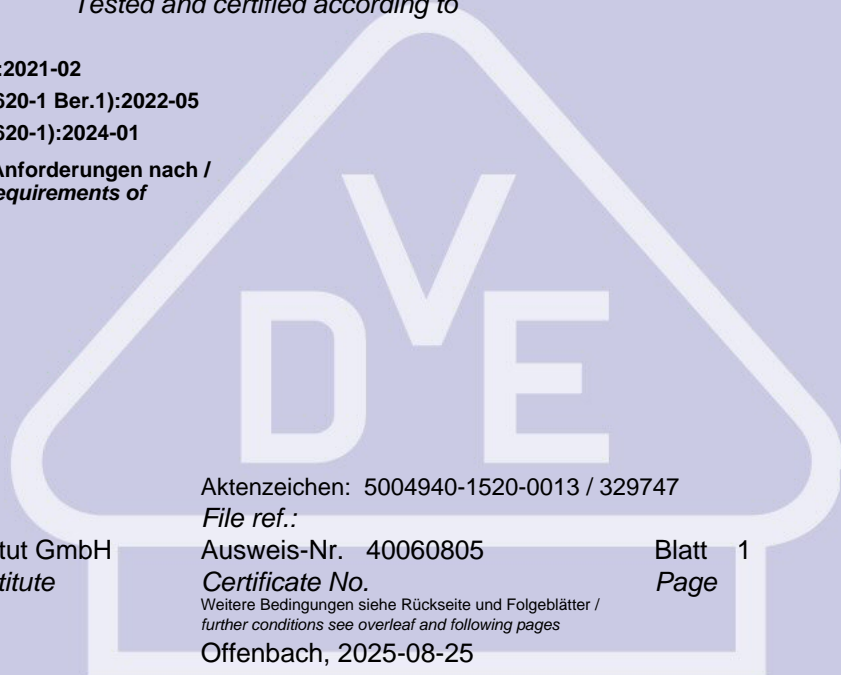 Tested and certified according to
:2021-02
620-1 Ber.1):2022-05
620-1):2024-01
Anforderungen nach /
equirements of
DVE
Aktenzeichen: 5004940-1520-0013 / 329747
File ref.:
tut GmbH Ausweis-Nr. 40060805 Blatt 1
titute Certificate No. Page
Weitere Bedingungen siehe Rückseite und Folgeblätter /
further conditions see overleaf and following pages
Offenbach, 2025-08-25